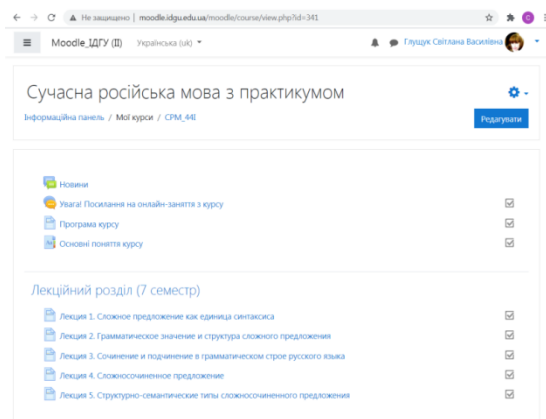 Не защищено | moodle.idgu.edu.ua/moodle/course/view.php?id=341
Moodle_ІДГУ (II) Українська (uk) Глущук Світлана Василівна
Сучасна російська мова з практикумом
Інформаційна панель / Мої курси / СРМ_44І
Редагувати
Новини
Увага! Посилання на онлайн-заняття з курсу
Програма курсу
Основні поняття курсу
Лекційний розділ (7 семестр)
Лекция 1. Сложное предложение как единица синтаксиса
Лекция 2. Грамматическое значение и структура сложного предложения
Лекция 3. Сочинение и подчинение в грамматическом строе русского языка
Лекция 4. Сложносочиненное предложение
Лекция 5. Структурно-семантические типы сложносочиненного предложения